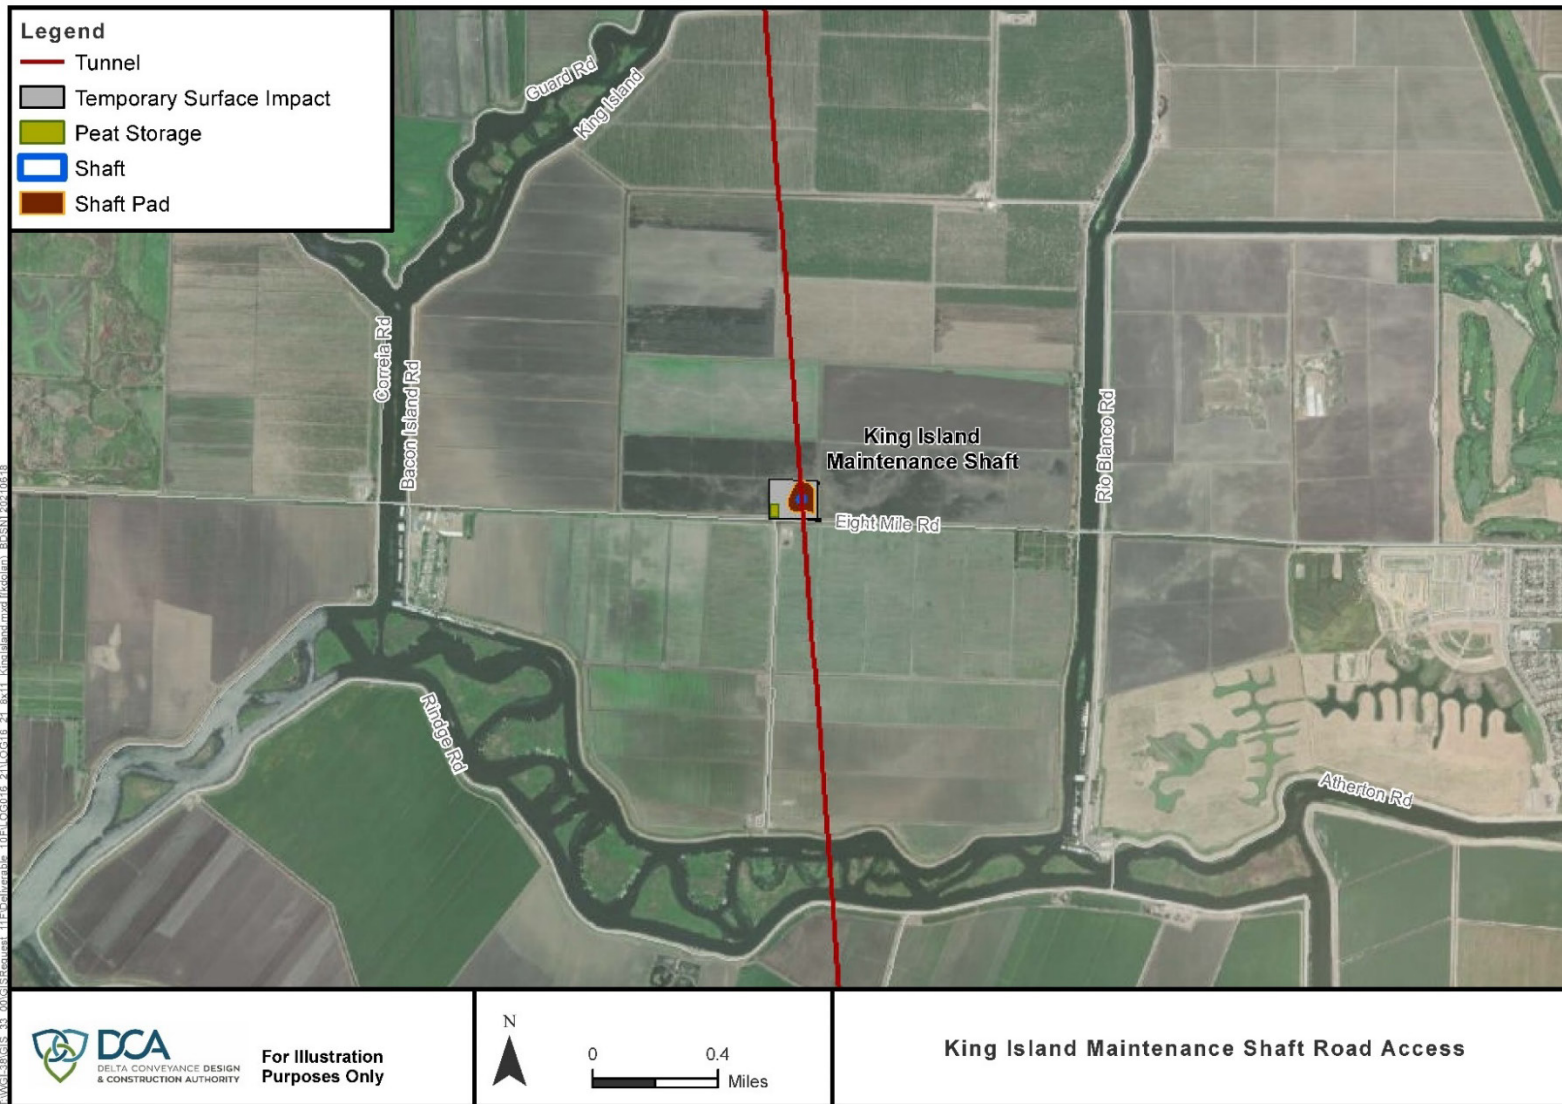 Legend
Tunnel
Temporary Surface Impact
Peat Storage
Shaft
Shaft Pad
Guard Rd
King Island
Correia Rd
Bacon Island Rd
Rio Blanco Rd
King Island
Maintenance Shaft
Eight Mile Rd
Rindge Rd
Atherton Rd
DCA
DELTA CONVEYANCE DESIGN
& CONSTRUCTION AUTHORITY
For Illustration
Purposes Only
N
0 0.4
Miles
King Island Maintenance Shaft Road Access